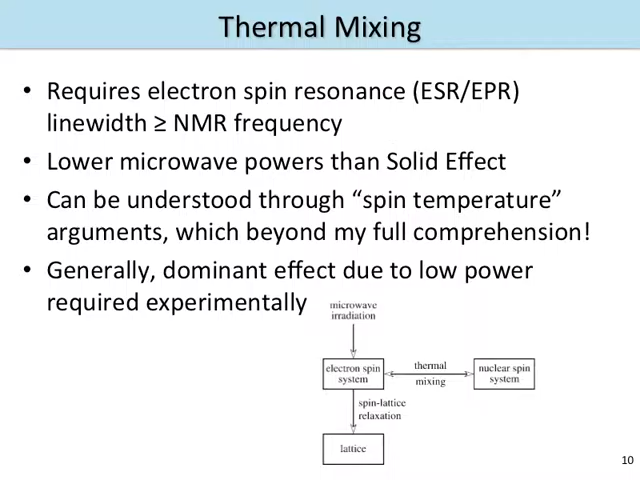 Thermal Mixing
• Requires electron spin resonance (ESR/EPR)
linewidth ≥ NMR frequency
• Lower microwave powers than Solid Effect
• Can be understood through “spin temperature”
arguments, which beyond my full comprehension!
• Generally, dominant effect due to low power
required experimentally
microwave
irradiation
electron spin
system
thermal
mixing
nuclear spin
system
spin-lattice
relaxation
lattice
10